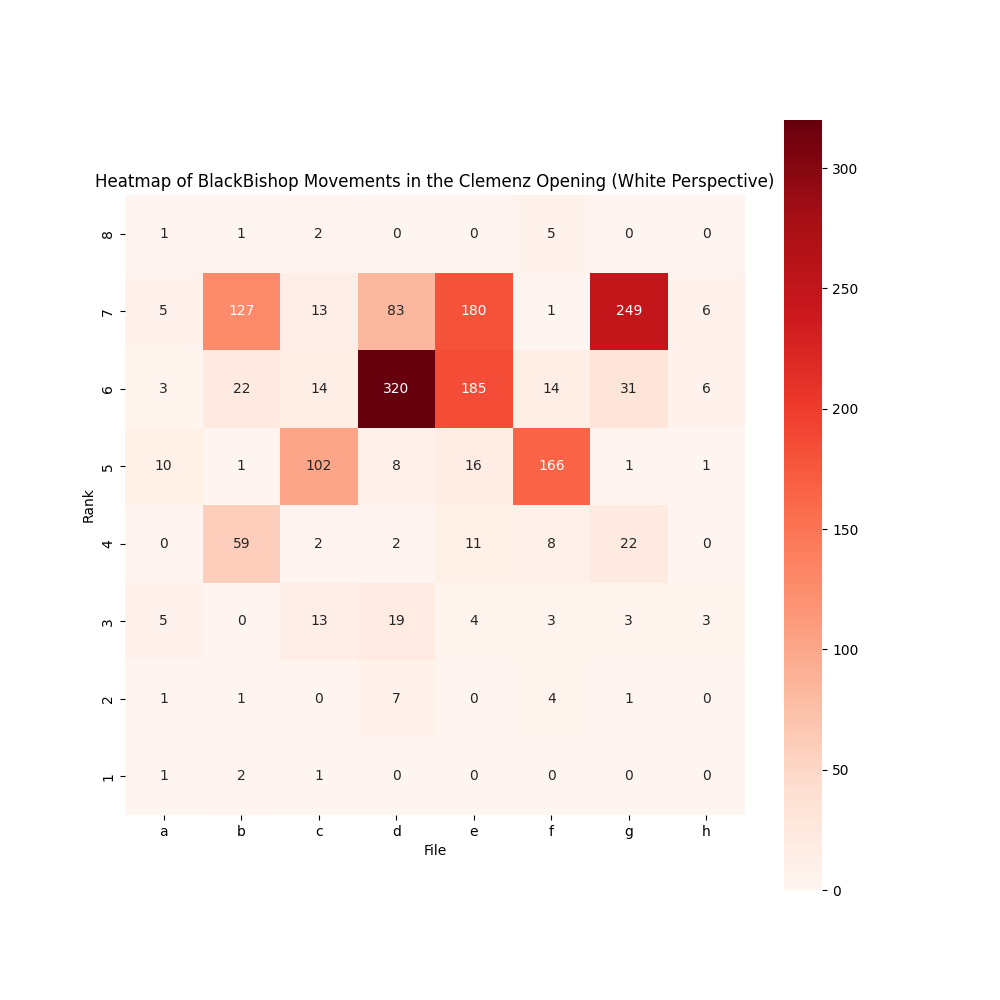 Heatmap of BlackBishop Movements in the Clemenz Opening (White Perspective)
8 1 1 2 0 0 5 0 0
7 5 127 13 83 180 1 249 6
6 3 22 14 320 185 14 31 6
5 10 1 102 8 16 166 1 1
4 0 59 2 2 11 8 22 0
3 5 0 13 19 4 3 3 3
2 1 1 0 7 0 4 1 0
1 1 2 1 0 0 0 0 0
a b c d e f g h
File
Rank
300
250
200
150
100
50
0